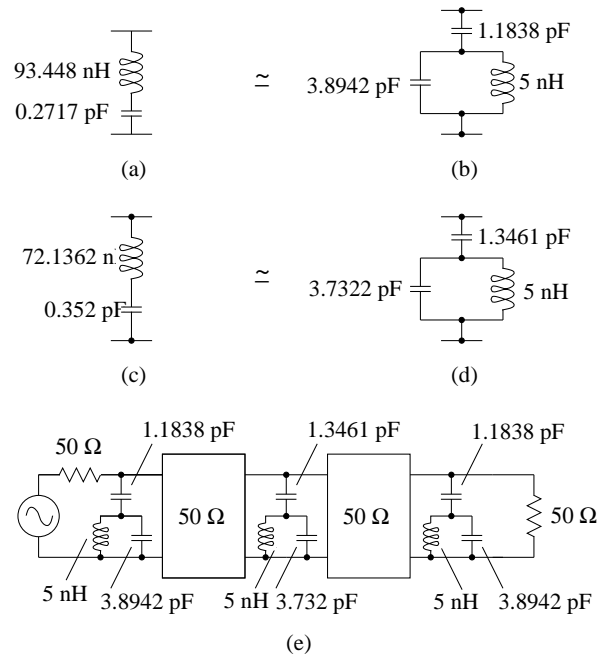 1.1838 pF
93.448 nH
≃
3.8942 pF
5 nH
0.2717 pF
(a)
(b)
1.3461 pF
72.1362 n
≃
3.7322 pF
5 nH
0.352 pF
(c)
(d)
1.1838 pF
1.3461 pF
1.1838 pF
50 Ω
50 Ω
50 Ω
50 Ω
5 nH
3.8942 pF
5 nH
3.732 pF
5 nH
3.8942 pF
(e)